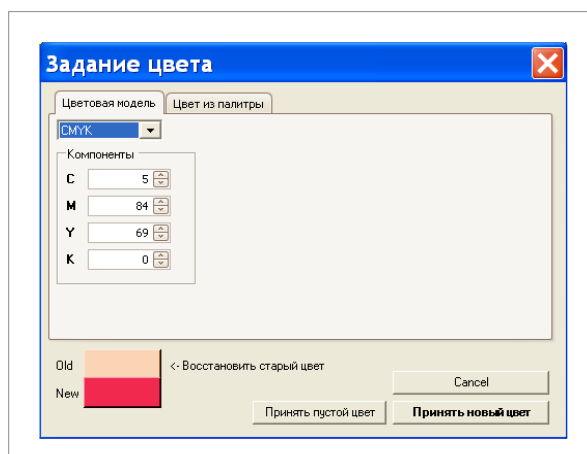 Задание цвета
Цветовая модель Цвет из палитры
CMYK
Компоненты
C 5
M 84
Y 69
K 0
Old <- Восстановить старый цвет
New
Cancel
Принять пустой цвет Принять новый цвет